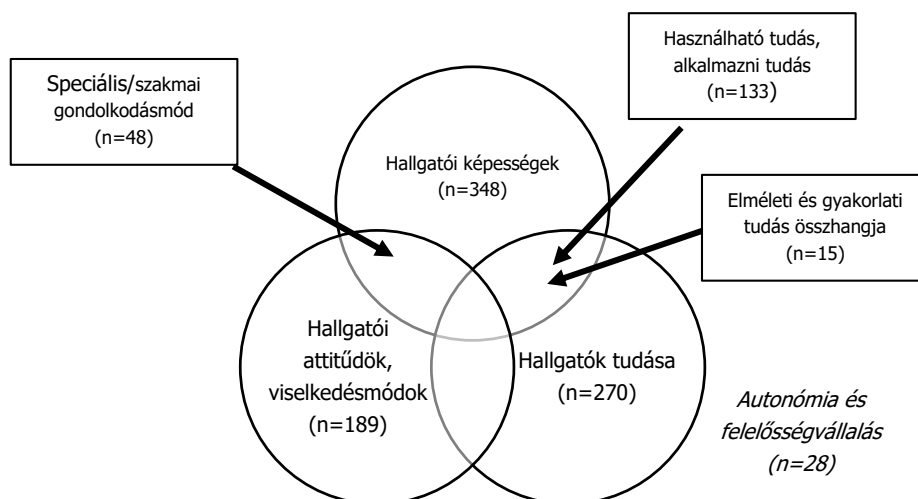 Speciális/szakmai
gondolkodásmód
(n=48)
Használható tudás,
alkalmazni tudás
(n=133)
Hallgatói képességek
(n=348)
Elméleti és gyakorlati
tudás összhangja
(n=15)
Hallgatói
attitűdök,
viselkedésmódok
(n=189)
Hallgatók tudása
(n=270)
Autonómia és
felelősségvállalás
(n=28)